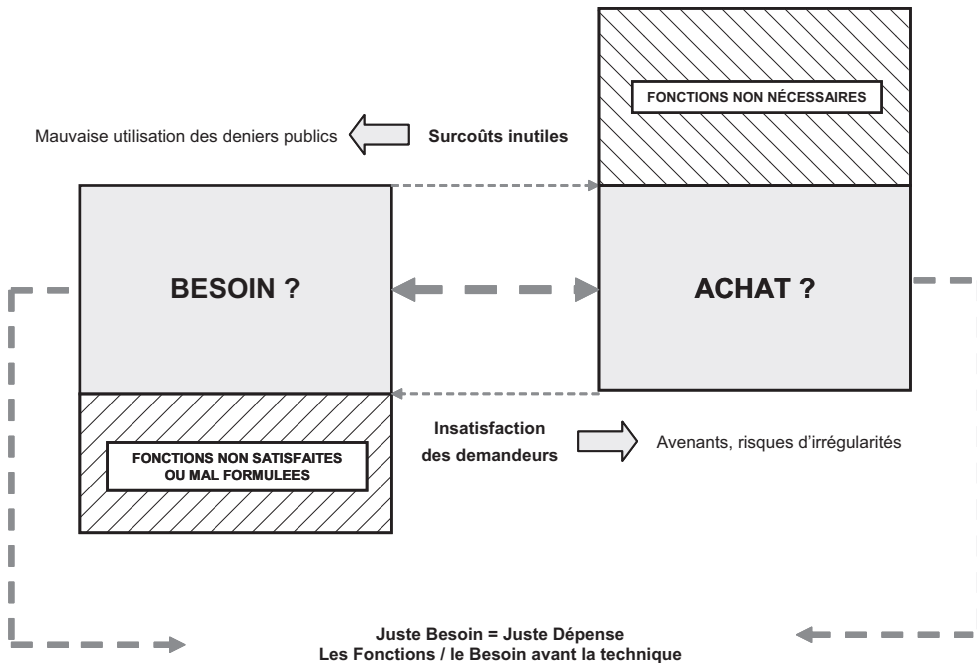 FONCTIONS NON NÉCESSAIRES
Mauvaise utilisation des deniers publics
Surcoûts inutiles
BESOIN ?
ACHAT ?
Insatisfaction
des demandeurs
Avenants, risques d'irrégularités
FONCTIONS NON SATISFAITES
OU MAL FORMULEES
Juste Besoin = Juste Dépense
Les Fonctions / le Besoin avant la technique